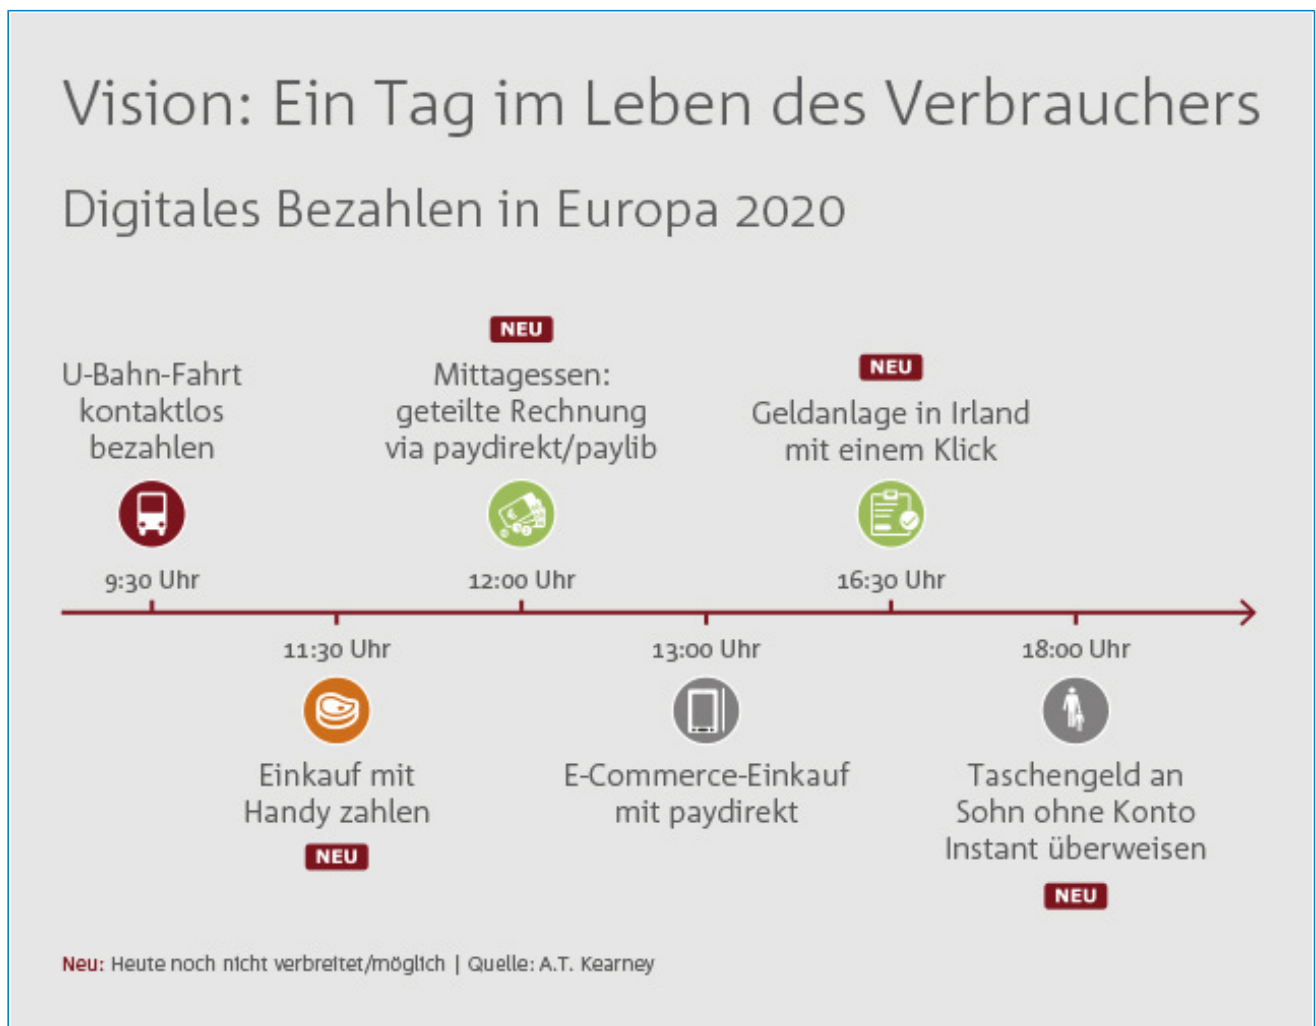 Vision: Ein Tag im Leben des Verbrauchers
Digitales Bezahlen in Europa 2020
U-Bahn-Fahrt
kontaktlos
bezahlen
9:30 Uhr
11:30 Uhr
Einkauf mit
Handy zahlen
NEU
NEU
Mittagessen:
geteilte Rechnung
via paydirekt/paylib
12:00 Uhr
13:00 Uhr
E-Commerce-Einkauf
mit paydirekt
NEU
Geldanlage in Irland
mit einem Klick
16:30 Uhr
18:00 Uhr
Taschengeld an
Sohn ohne Konto
Instant überweisen
NEU
Neu: Heute noch nicht verbreitet/möglich | Quelle: A.T. Kearney